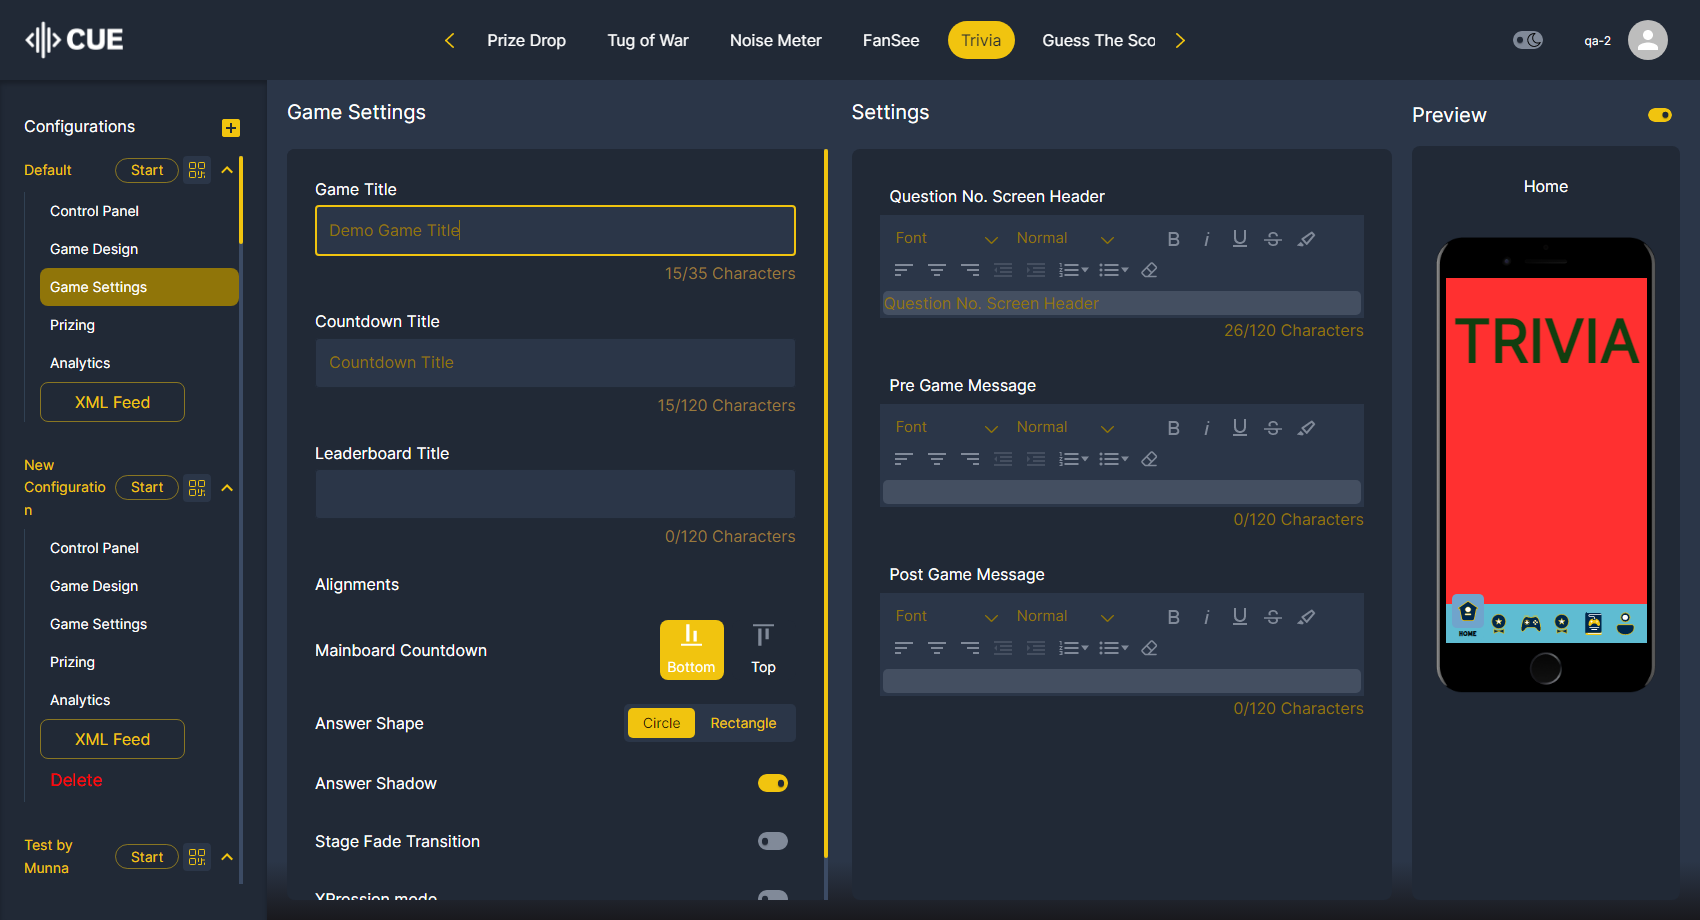 CUE
Prize Drop
Tug of War
Noise Meter
FanSee
Trivia
Guess The Sco
qa-2
Configurations
Default
Start
Control Panel
Game Design
Game Settings
Prizing
Analytics
XML Feed
New
Configuratio
n
Start
Control Panel
Game Design
Game Settings
Prizing
Analytics
XML Feed
Delete
Test by
Munna
Start
Game Settings
Game Title
Demo Game Title
15/35 Characters
Countdown Title
Countdown Title
15/120 Characters
Leaderboard Title
0/120 Characters
Alignments
Mainboard Countdown
Bottom
Top
Answer Shape
Circle
Rectangle
Answer Shadow
Stage Fade Transition
XPression mode
Settings
Question No. Screen Header
Font
Normal
Question No. Screen Header
26/120 Characters
Pre Game Message
Font
Normal
0/120 Characters
Post Game Message
Font
Normal
0/120 Characters
Preview
Home
TRIVIA
HOME